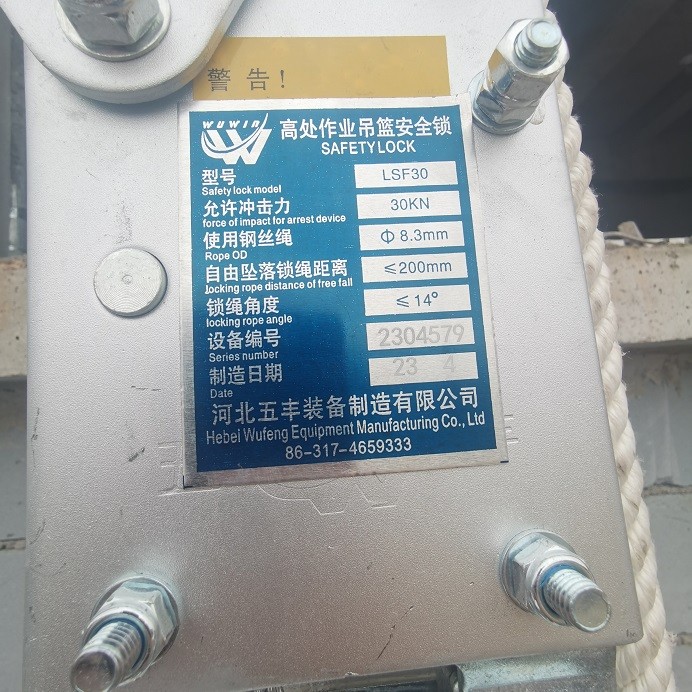 警告!
WUWIN
高处作业吊篮安全锁
SAFETYLOCK
型号
Safety lock model
LSF30
允许冲击力
force of impact for arrest device
30KN
使用钢丝绳
Rope OD
Φ 8.3mm
自由坠落锁绳距离
locking rope distance of free fall
≤200mm
锁绳角度
locking rope angle
≤14°
设备编号
Series number
2304579
制造日期
Date
23 4
河北五丰装备制造有限公司
Hebei Wufeng Equipment Manufacturing Co., Ltd
86-317-4659333